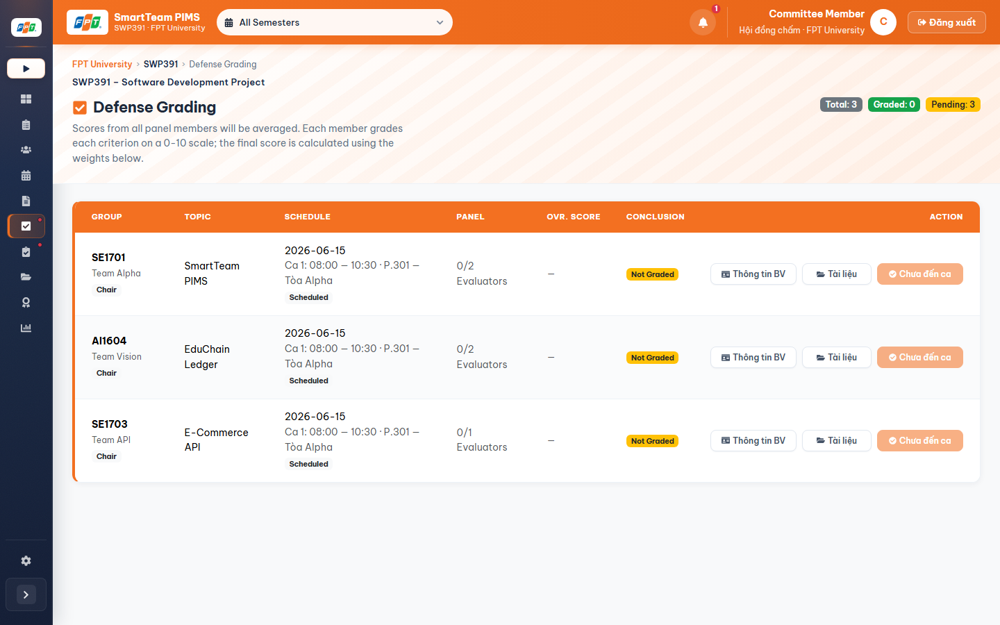 FPT
FPT
SmartTeam PIMS
SWP391 · FPT University
All Semesters
1
Committee Member
Hội đồng chấm · FPT University
C
Đăng xuất
FPT University › SWP391 › Defense Grading
SWP391 – Software Development Project
Defense Grading
Total: 3
Graded: 0
Pending: 3
Scores from all panel members will be averaged. Each member grades
each criterion on a 0-10 scale; the final score is calculated using the
weights below.
GROUP TOPIC SCHEDULE PANEL OVR. SCORE CONCLUSION ACTION
SE1701
Team Alpha
Chair
SmartTeam
PIMS
2026-06-15
Ca 1: 08:00 — 10:30 · P.301 —
Tòa Alpha
Scheduled
0/2
Evaluators
—
Not Graded
Thông tin BV
Tài liệu
Chưa đến ca
AI1604
Team Vision
Chair
EduChain
Ledger
2026-06-15
Ca 1: 08:00 — 10:30 · P.301 —
Tòa Alpha
Scheduled
0/2
Evaluators
—
Not Graded
Thông tin BV
Tài liệu
Chưa đến ca
SE1703
Team API
Chair
E-Commerce
API
2026-06-15
Ca 1: 08:00 — 10:30 · P.301 —
Tòa Alpha
Scheduled
0/1
Evaluators
—
Not Graded
Thông tin BV
Tài liệu
Chưa đến ca